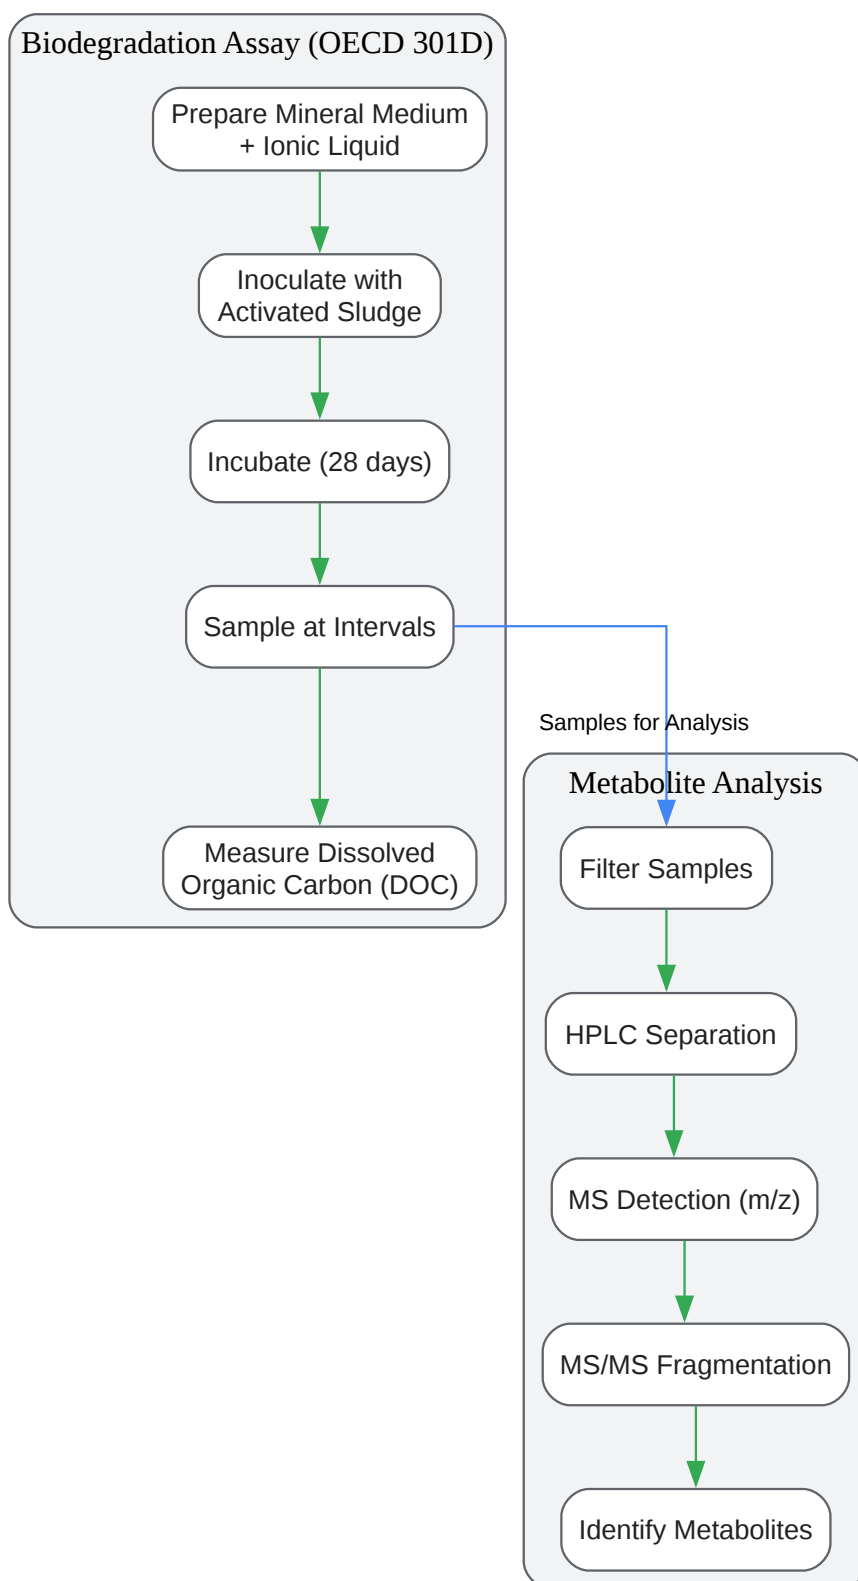 Biodegradation Assay (OECD 301D)
Prepare Mineral Medium
+ Ionic Liquid
Inoculate with
Activated Sludge
Incubate (28 days)
Sample at Intervals
Measure Dissolved
Organic Carbon (DOC)
Samples for Analysis
Metabolite Analysis
Filter Samples
HPLC Separation
MS Detection (m/z)
MS/MS Fragmentation
Identify Metabolites